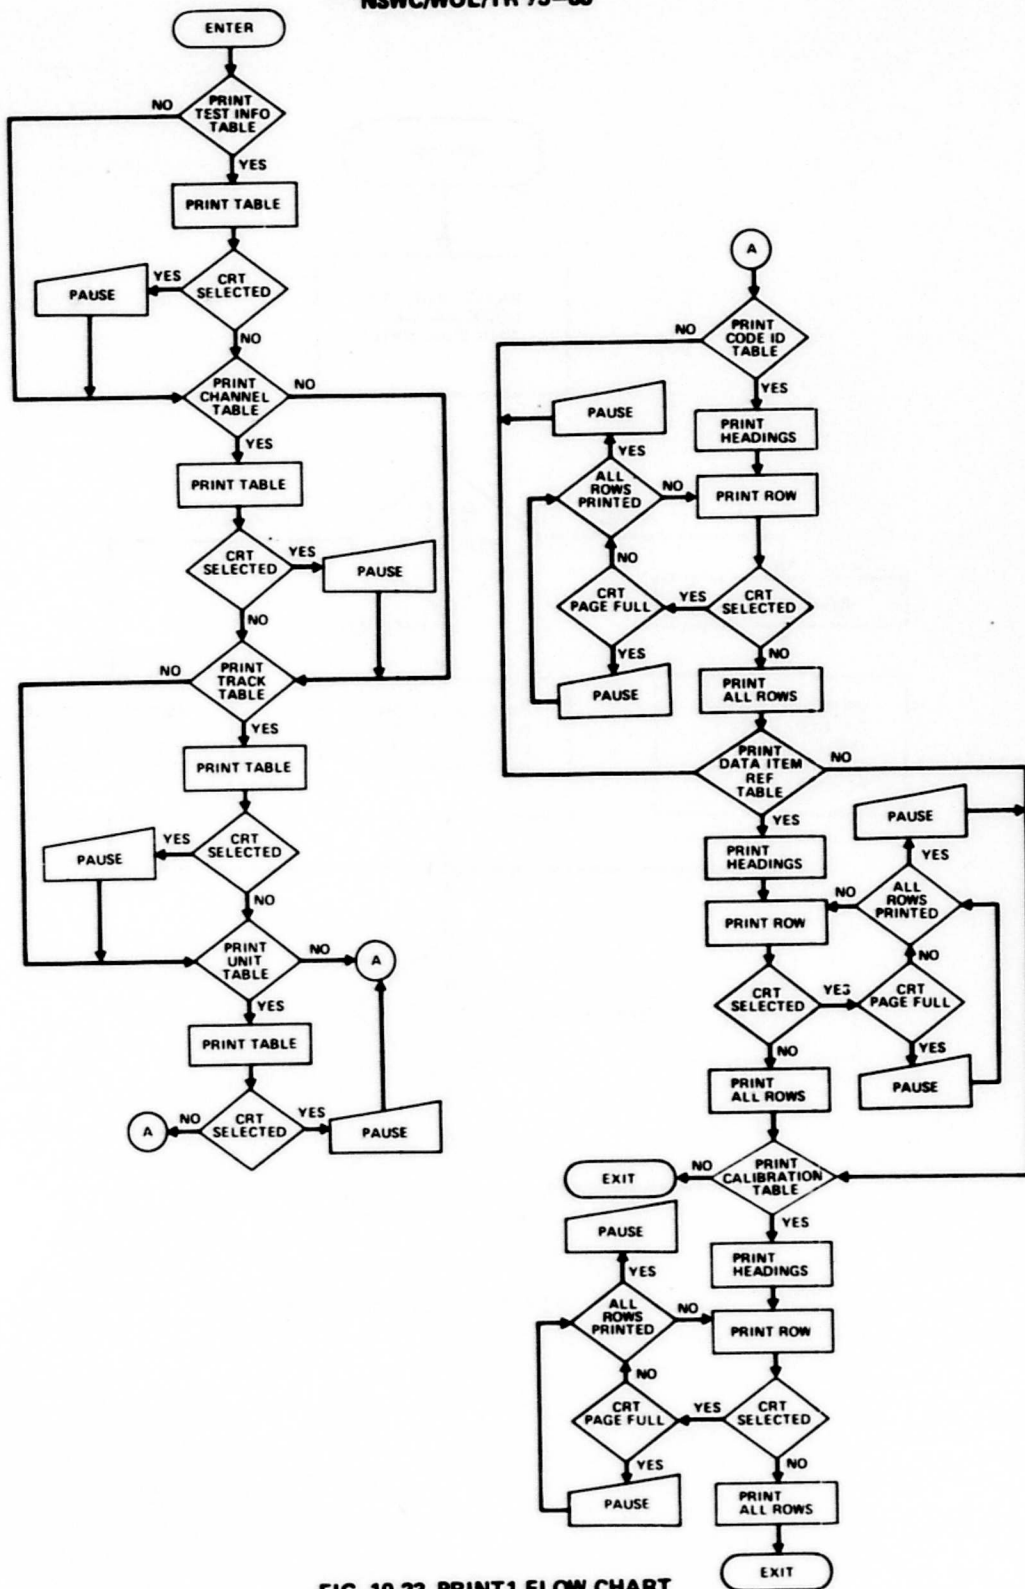 ENTER
PRINT
TEST INFO
TABLE
NO
YES
PRINT TABLE
CRT
SELECTED
YES
PAUSE
NO
PRINT
CHANNEL
TABLE
NO
YES
PRINT TABLE
CRT
SELECTED
YES
PAUSE
NO
PRINT
TRACK
TABLE
NO
YES
PRINT TABLE
CRT
SELECTED
YES
PAUSE
NO
PRINT
UNIT
TABLE
NO
A
YES
PRINT TABLE
CRT
SELECTED
NO
A
YES
PAUSE
A
PRINT
CODE ID
TABLE
NO
YES
PRINT
HEADINGS
PAUSE
YES
ALL
ROWS
PRINTED
NO
PRINT ROW
NO
CRT
PAGE FULL
YES
CRT
SELECTED
YES
PAUSE
NO
PRINT
ALL ROWS
PRINT
DATA ITEM
REF
TABLE
NO
YES
PRINT
HEADINGS
PAUSE
YES
ALL
ROWS
PRINTED
NO
PRINT ROW
NO
CRT
SELECTED
YES
CRT
PAGE FULL
YES
PAUSE
NO
PRINT
ALL ROWS
PRINT
CALIBRATION
TABLE
NO
EXIT
YES
PRINT
HEADINGS
PAUSE
YES
ALL
ROWS
PRINTED
NO
PRINT ROW
NO
CRT
PAGE FULL
YES
CRT
SELECTED
YES
PAUSE
NO
PRINT
ALL ROWS
EXIT